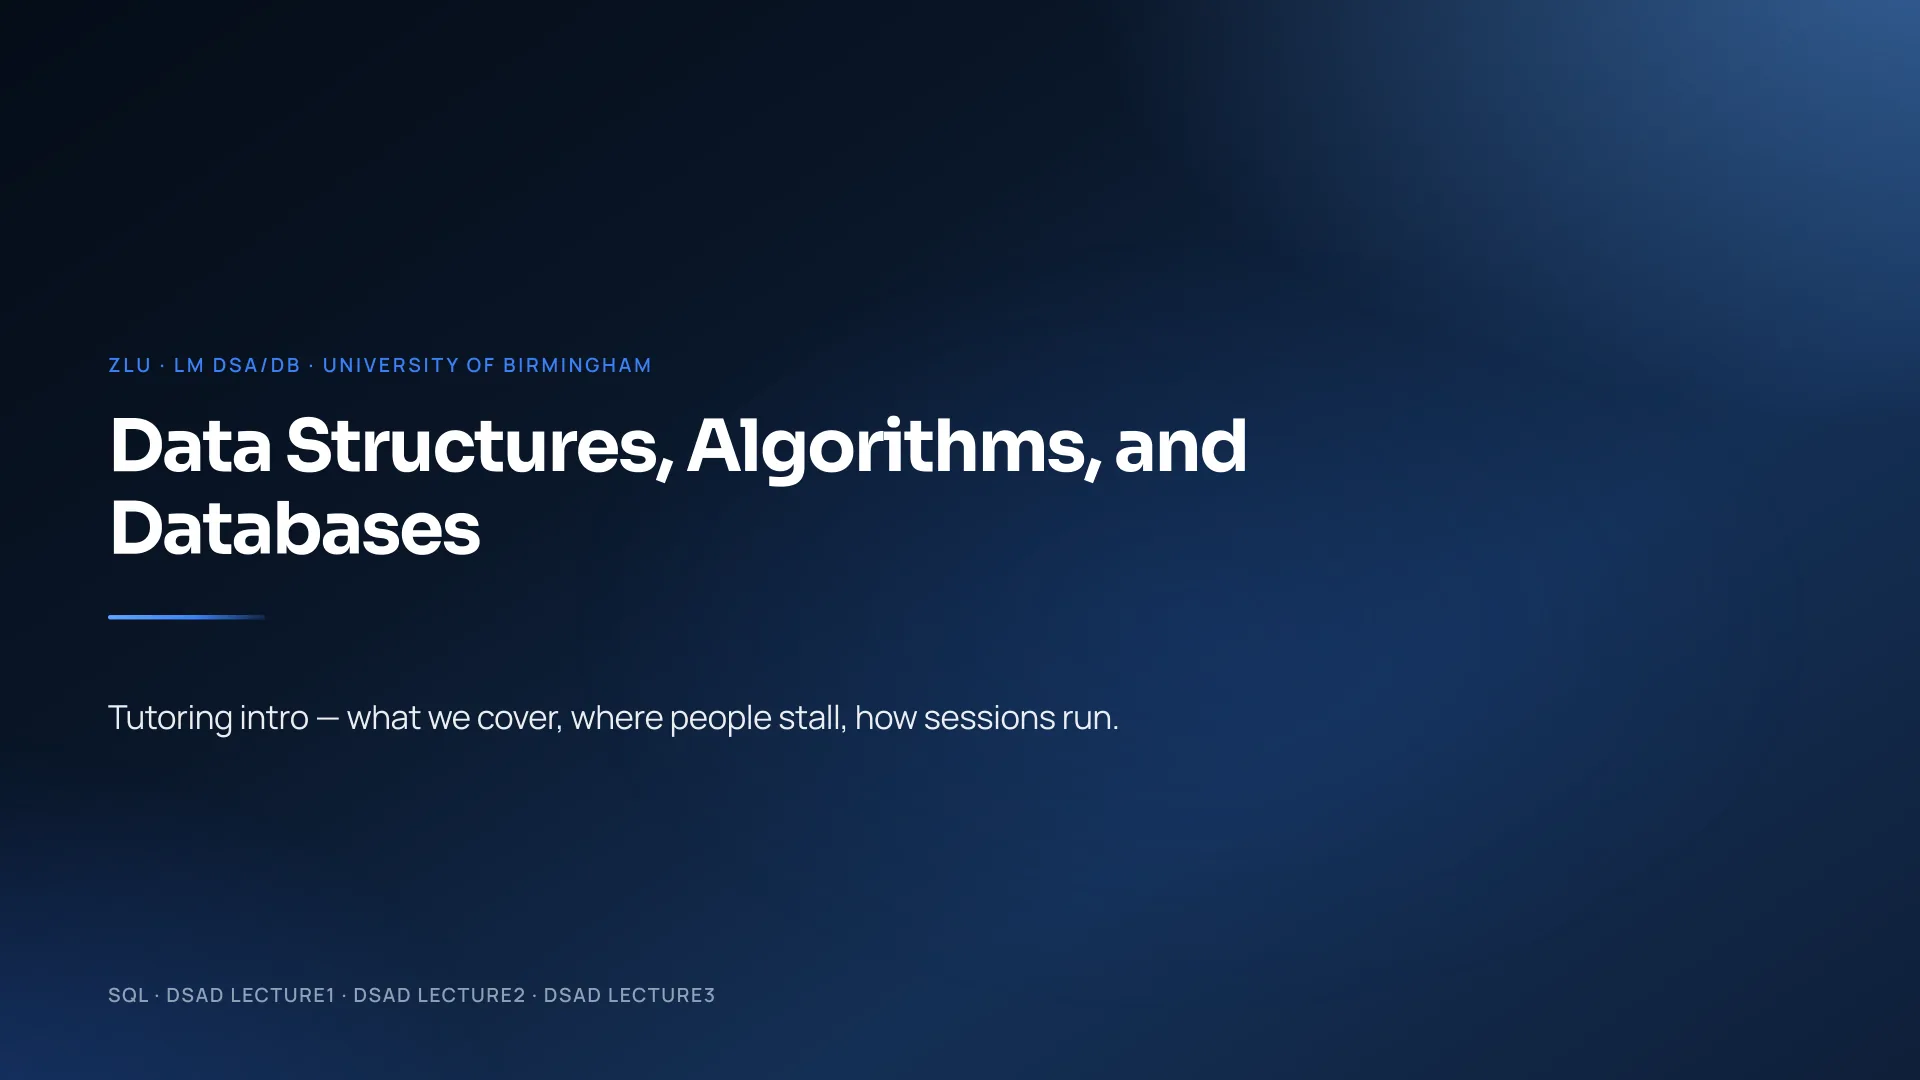 ZLU · LM DSA/DB · UNIVERSITY OF BIRMINGHAM
Data Structures, Algorithms, and
Databases
Tutoring intro — what we cover, where people stall, how sessions run.
SQL · DSAD LECTURE1 · DSAD LECTURE2 · DSAD LECTURE3